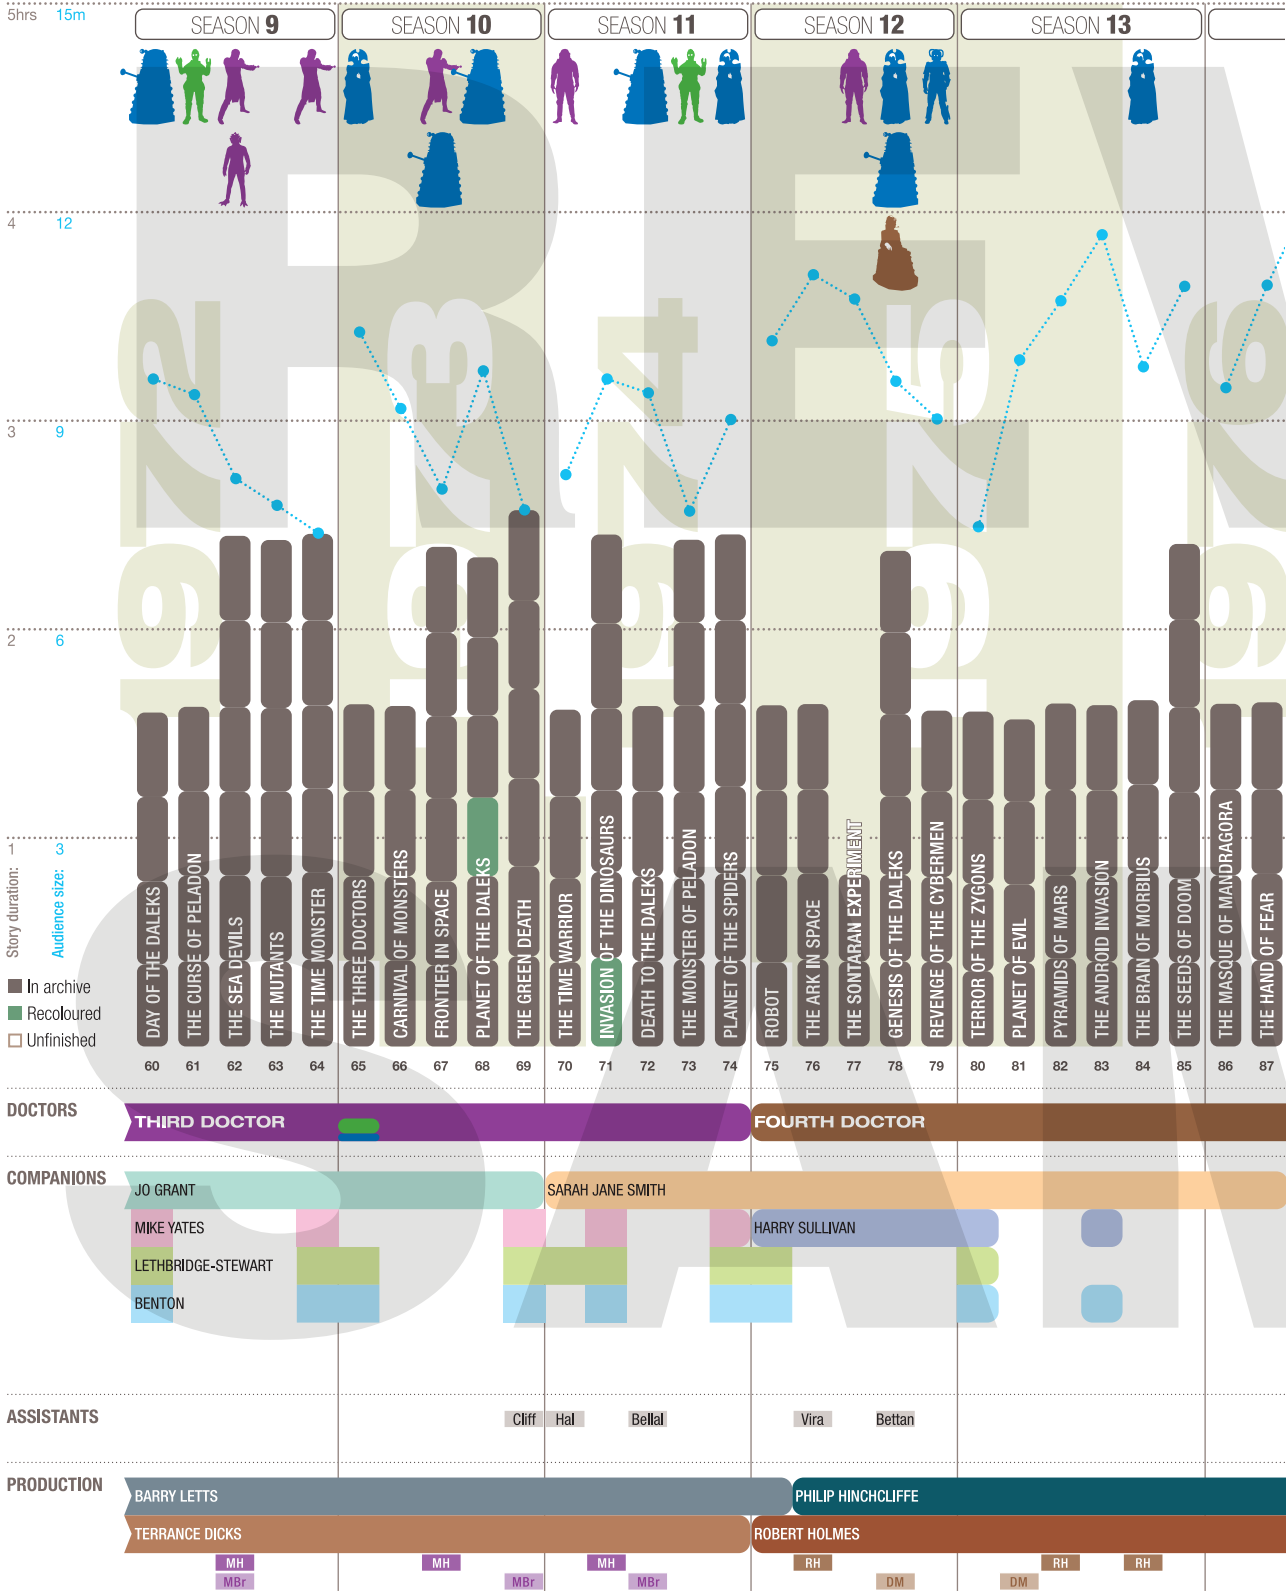 5hrs 15m
SEASON 9
SEASON 10
SEASON 11
SEASON 12
SEASON 13
4 12
3 9
2 6
1 3
Story duration:
Audience size:
1972
1973
1974
1975
1976
In archive
Recoloured
Unfinished
DAY OF THE DALEKS
THE CURSE OF PELADON
THE SEA DEVILS
THE MUTANTS
THE TIME MONSTER
THE THREE DOCTORS
CARNIVAL OF MONSTERS
FRONTIER IN SPACE
PLANET OF THE DALEKS
THE GREEN DEATH
THE TIME WARRIOR
INVASION OF THE DINOSAURS
DEATH TO THE DALEKS
THE MONSTER OF PELADON
PLANET OF THE SPIDERS
ROBOT
THE ARK IN SPACE
THE SONTARAN EXPERIMENT
GENESIS OF THE DALEKS
REVENGE OF THE CYBERMEN
TERROR OF THE ZYGONS
PLANET OF EVIL
PYRAMIDS OF MARS
THE ANDROID INVASION
THE BRAIN OF MORBIUS
THE SEEDS OF DOOM
THE MASQUE OF MANDRAGORA
THE HAND OF FEAR
60 61 62 63 64 65 66 67 68 69 70 71 72 73 74 75 76 77 78 79 80 81 82 83 84 85 86 87
DOCTORS
THIRD DOCTOR
FOURTH DOCTOR
COMPANIONS
JO GRANT
SARAH JANE SMITH
MIKE YATES
HARRY SULLIVAN
LETHBRIDGE-STEWART
BENTON
ASSISTANTS
Cliff Hal Bellal Vira Bettan
PRODUCTION
BARRY LETTS
PHILIP HINCHCLIFFE
TERRANCE DICKS
ROBERT HOLMES
MH MH MH RH RH RH
MBr MBr MBr DM DM